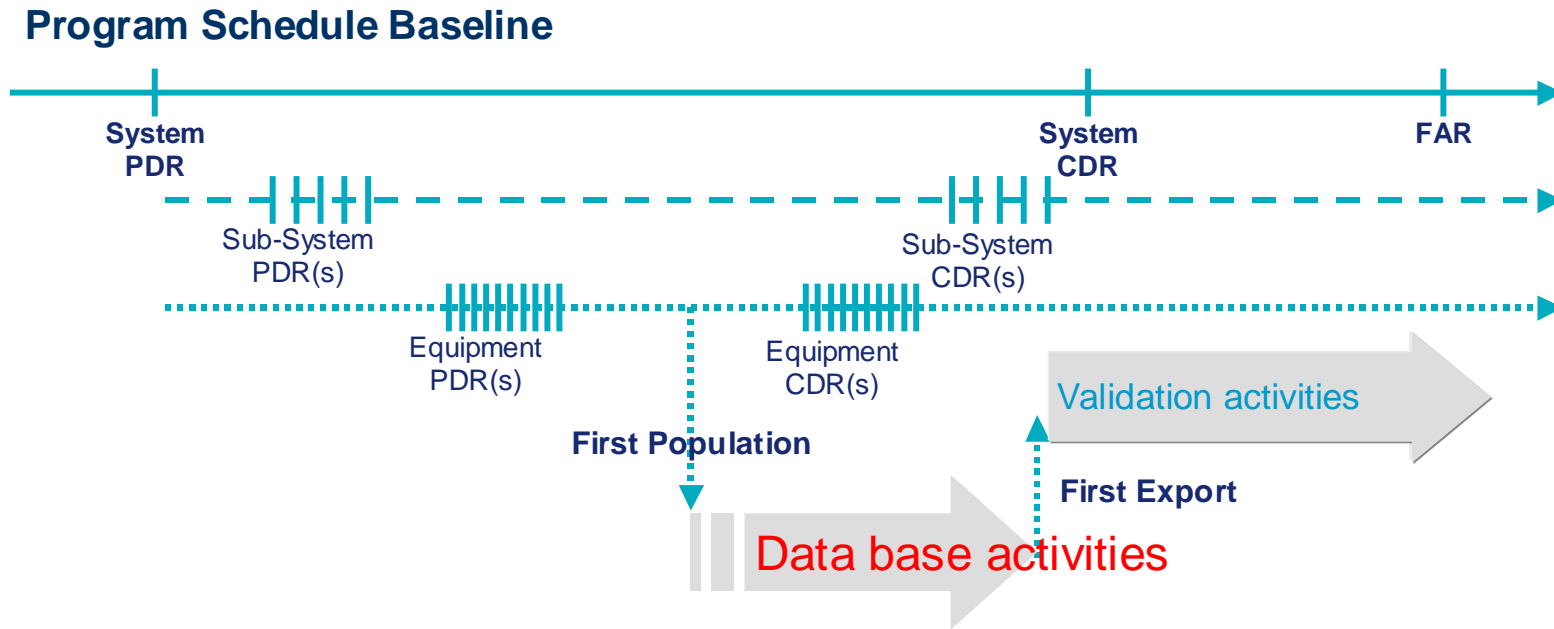 Program Schedule Baseline
System
PDR
System
CDR
FAR
Sub-System
PDR(s)
Sub-System
CDR(s)
Equipment
PDR(s)
Equipment
CDR(s)
Validation activities
First Population
First Export
Data base activities